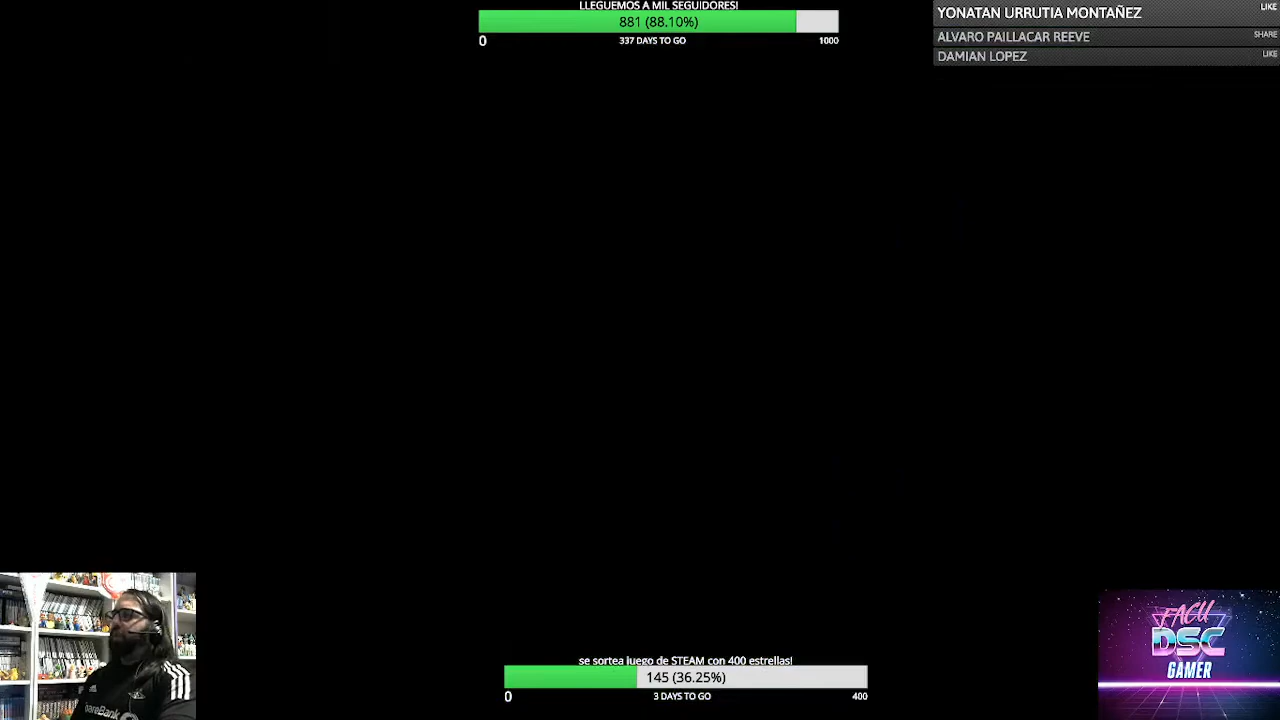 LLEGUEMOS A MIL SEGUIDORES!
881 (88.10%)
0
337 DAYS TO GO
1000
YONATAN URRUTIA MONTAÑEZ
LIKE
ALVARO PAILLACAR REEVE
SHARE
DAMIAN LOPEZ
LIKE
se sortea juego de STEAM con 400 estrellas!
145 (36.25%)
0
3 DAYS TO GO
400
FACU
DSC
GAMER